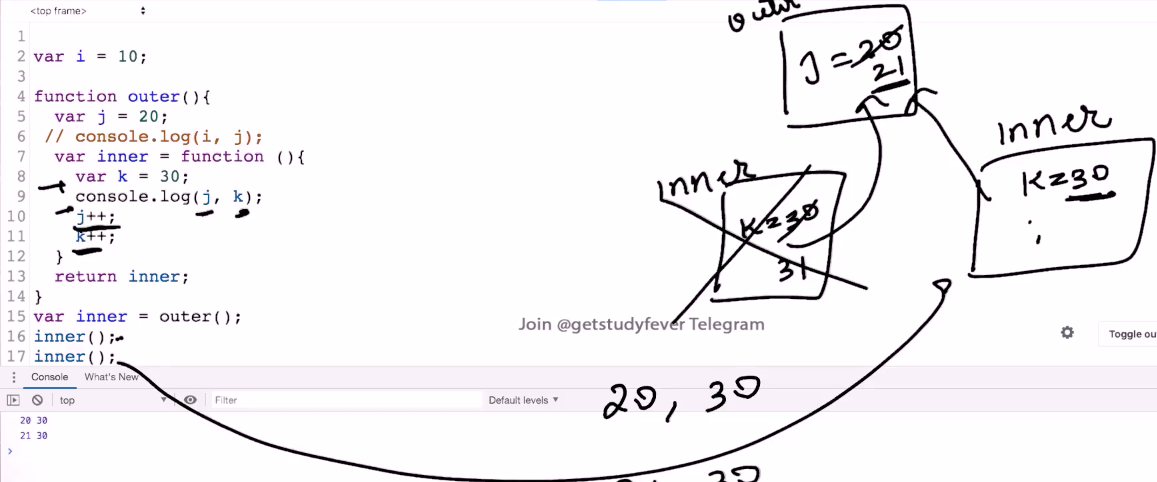 <top frame>
outer
1
2 var i = 10;
J = 20
3
21
4 function outer(){
5 var j = 20;
6 // console.log(i, j);
inner
7 var inner = function (){
inner
8 var k = 30;
K=30
9 console.log(j, k);
K=30
10 j++;
11 k++;
12 }
31
13 return inner;
14 }
15 var inner = outer();
Join @getstudyfever Telegram
16 inner();
Toggle ou
17 inner();
Console What's New
top Filter Default levels ▼
20, 30
20 30
21 30
>
30